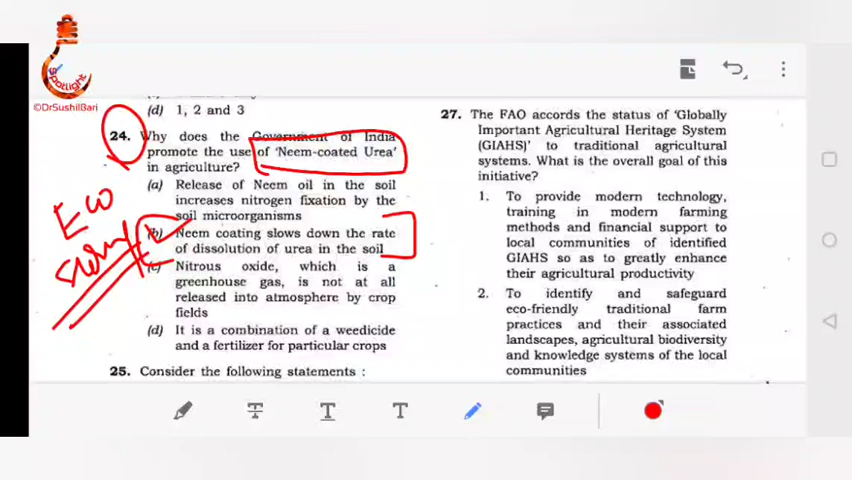 Spotlight
©DrSushilBari
(d) 1, 2 and 3
24. Why does the Government of India
promote the use of 'Neem-coated Urea'
in agriculture?
(a) Release of Neem oil in the soil
increases nitrogen fixation by the
soil microorganisms
(b) Neem coating slows down the rate
of dissolution of urea in the soil
(c) Nitrous oxide, which is a
greenhouse gas, is not at all
released into atmosphere by crop
fields
(d) It is a combination of a weedicide
and a fertilizer for particular crops
25. Consider the following statements :
Eco
27. The FAO accords the status of 'Globally
Important Agricultural Heritage System
(GIAHS)' to traditional agricultural
systems. What is the overall goal of this
initiative?
1. To provide modern technology,
training in modern farming
methods and financial support to
local communities of identified
GIAHS so as to greatly enhance
their agricultural productivity
2. To identify and safeguard
eco-friendly traditional farm
practices and their associated
landscapes, agricultural biodiversity
and knowledge systems of the local
communities
T
T
T